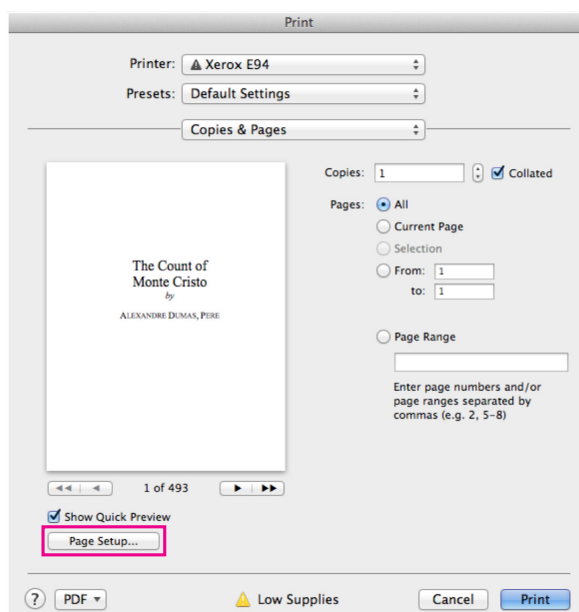 Print
Printer: Xerox E94
Presets: Default Settings
Copies & Pages
The Count of
Monte Cristo
by
ALEXANDRE DUMAS, PERE
1 of 493
Show Quick Preview
Page Setup...
Copies: 1 Collated
Pages: All
Current Page
Selection
From: 1
to: 1
Page Range
Enter page numbers and/or
page ranges separated by
commas (e.g. 2, 5-8)
? PDF Low Supplies Cancel Print